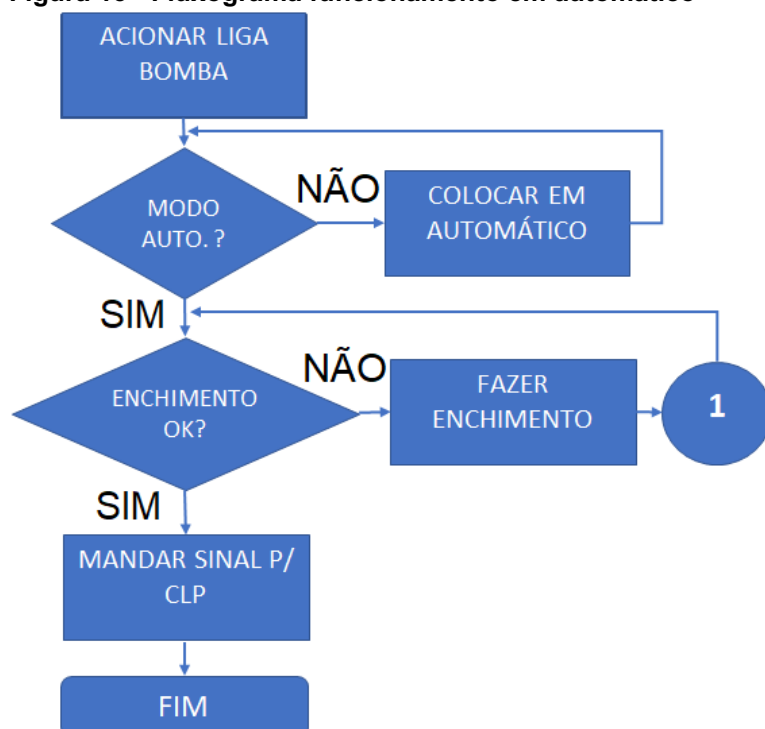 ACIONAR LIGA
BOMBA
MODO
AUTO. ?
NÃO
COLOCAR EM
AUTOMÁTICO
SIM
ENCHIMENTO
OK?
NÃO
FAZER
ENCHIMENTO
1
SIM
MANDAR SINAL P/
CLP
FIM